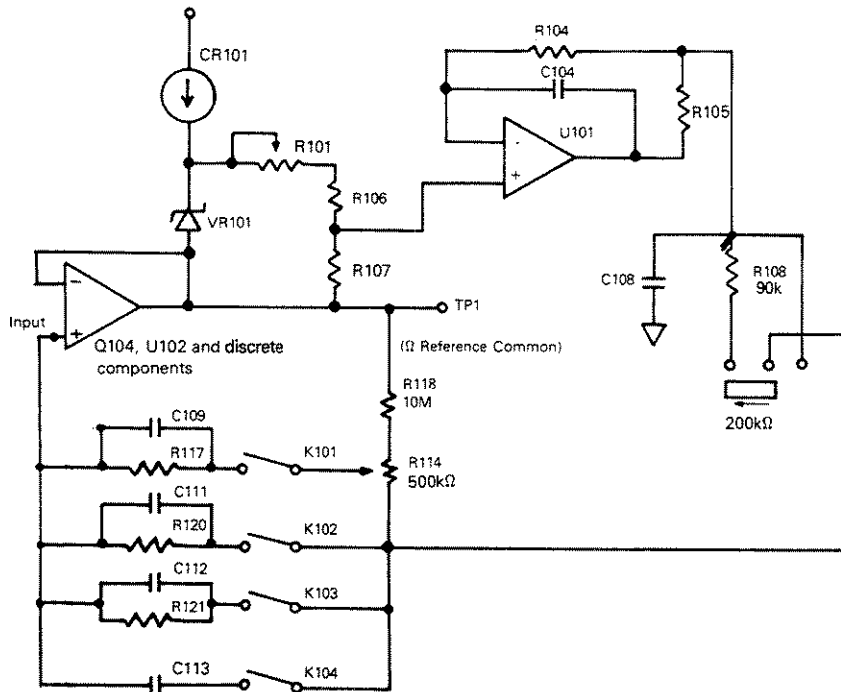 R104
CR101
C104
U101
R105
-
+
R101
R106
VR101
R107
C108
R108
90k
-
+
TP1
Input
Q104, U102 and discrete
components
(Ω Reference Common)
R118
10M
200kΩ
C109
R117
K101
R114
500kΩ
C111
R120
K102
C112
R121
K103
C113
K104